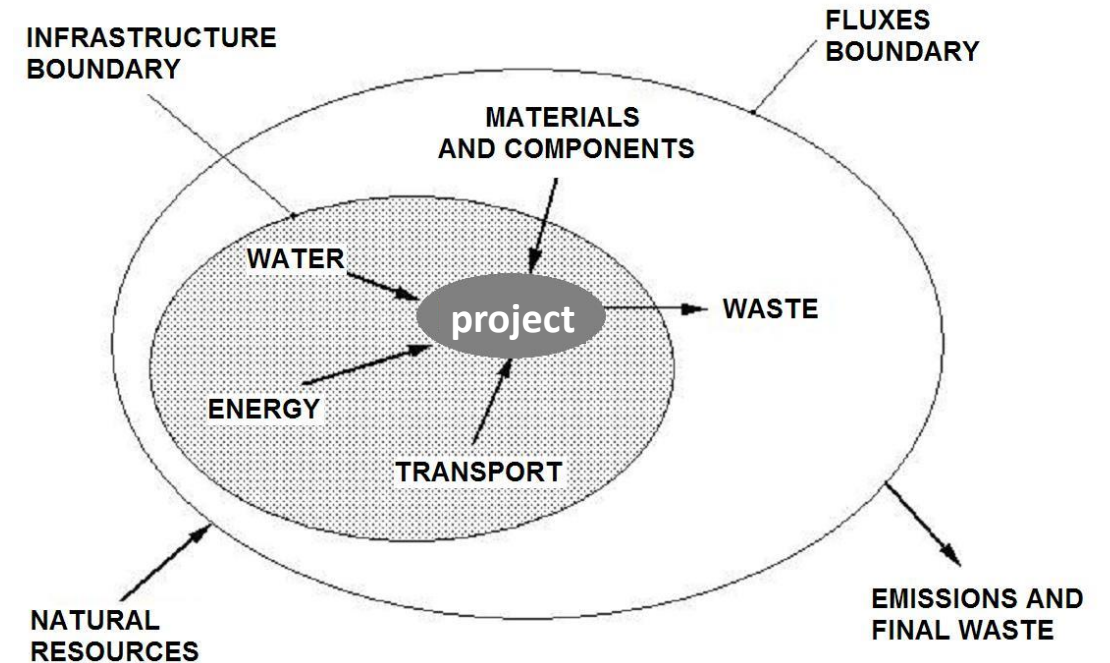 INFRASTRUCTURE
BOUNDARY
FLUXES
BOUNDARY
MATERIALS
AND COMPONENTS
WATER
project
WASTE
ENERGY
TRANSPORT
NATURAL
RESOURCES
EMISSIONS AND
FINAL WASTE